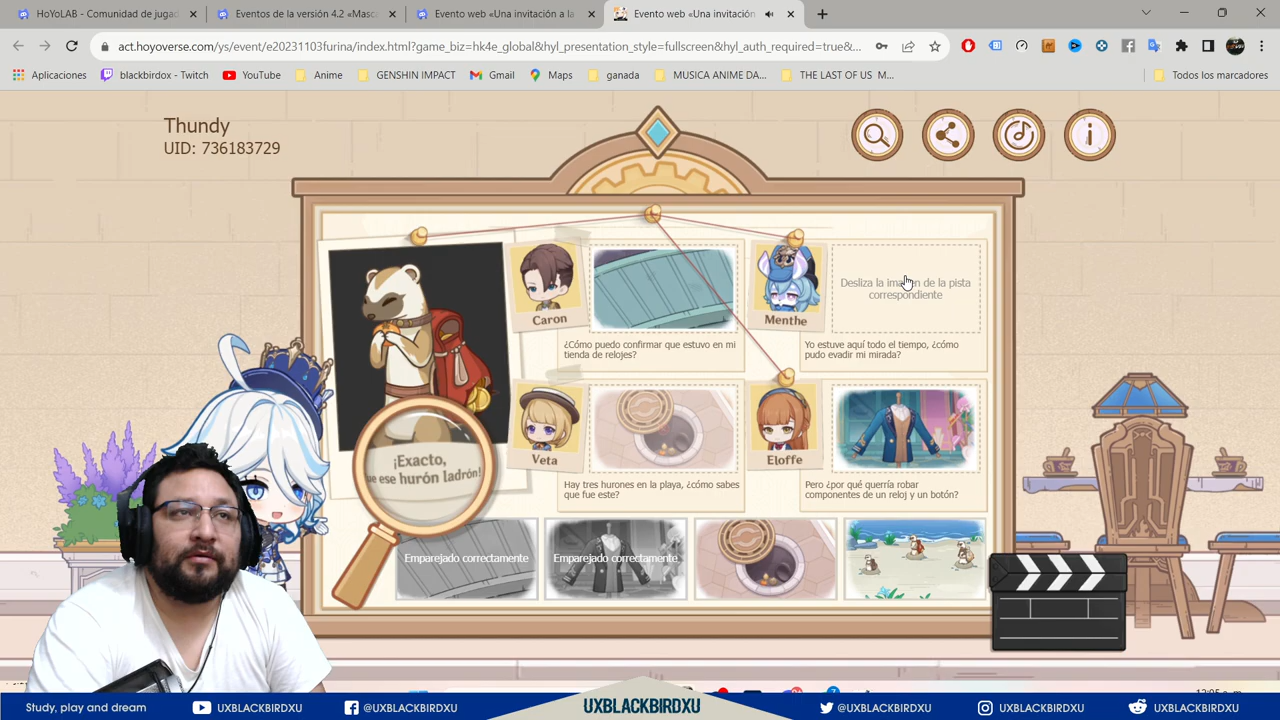 HoYoLAB - Comunidad de jugad
Eventos de la versión 4.2 «Masca
Evento web «Una invitación a la
Evento web «Una invitación
act.hoyoverse.com/ys/event/e20231103furina/index.html?game_biz=hk4e_global&hyl_presentation_style=fullscreen&hyl_auth_required=true&...
Aplicaciones
blackbirdox - Twitch
YouTube
Anime
GENSHIN IMPACT
Gmail
Maps
ganada
MUSICA ANIME DA...
THE LAST OF US M...
Todos los marcadores
Thundy
UID: 736183729
Caron
¿Cómo puedo confirmar que estuvo en mi
tienda de relojes?
Menthe
Desliza la imagen de la pista
correspondiente
Yo estuve aquí todo el tiempo, ¿cómo
pudo evadir mi mirada?
Veta
Hay tres hurones en la playa, ¿cómo sabes
que fue este?
Eloffe
Pero ¿por qué querría robar
componentes de un reloj y un botón?
¡Exacto,
ue ese hurón ladrón!
Emparejado correctamente
Emparejado correctamente
Study, play and dream
UXBLACKBIRDXU
@UXBLACKBIRDXU
UXBLACKBIRDXU
@UXBLACKBIRDXU
UXBLACKBIRDXU
UXBLACKBIRDXU